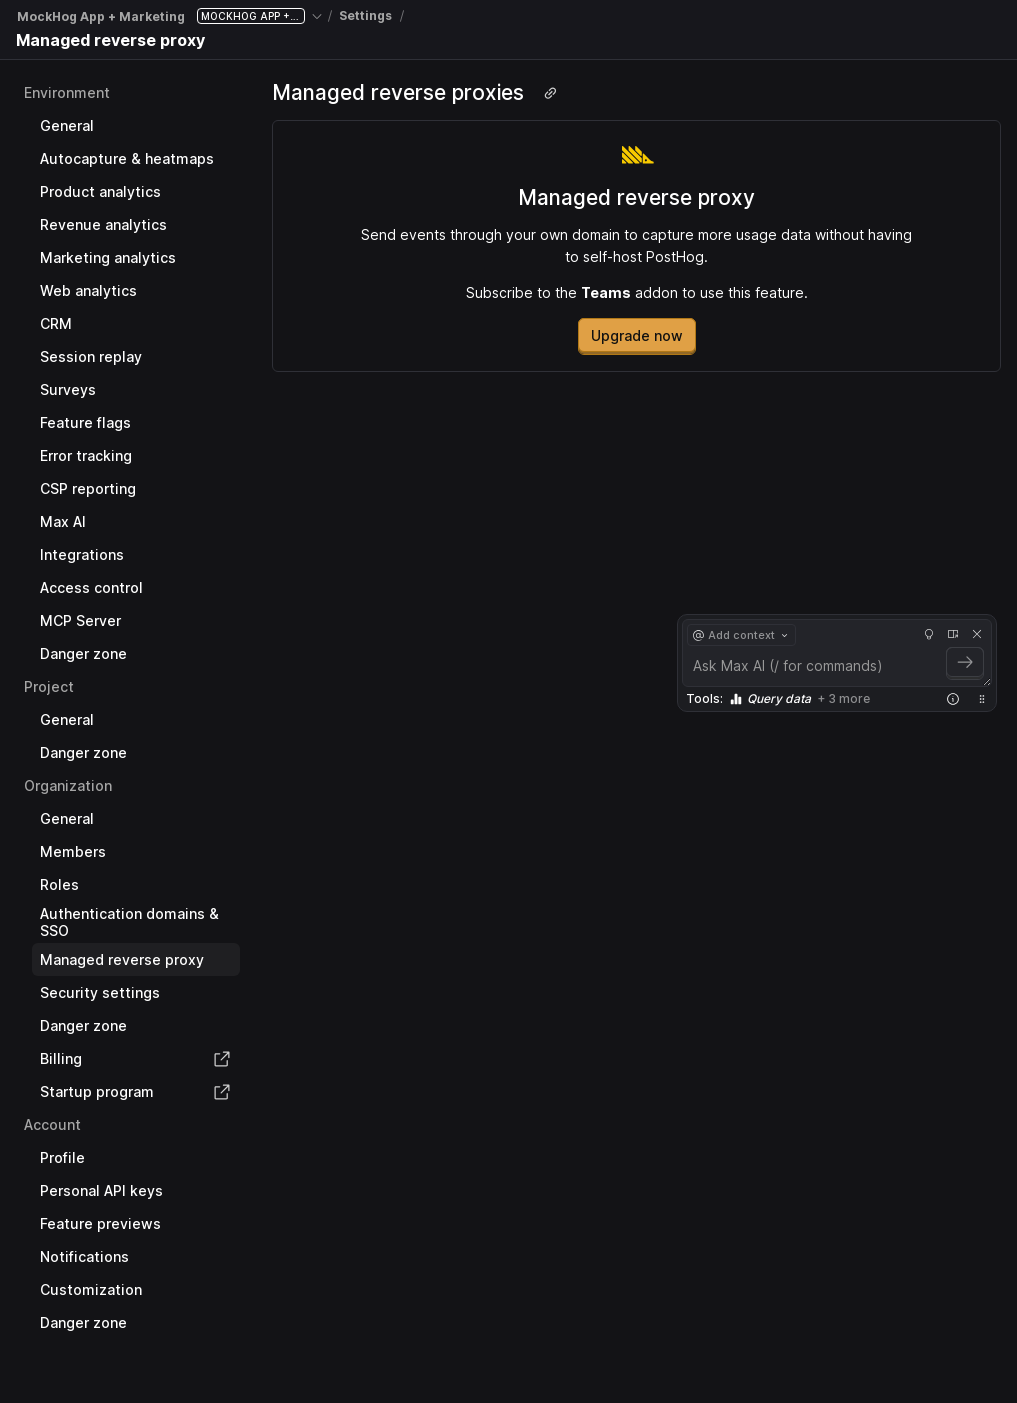 MockHog App + Marketing MOCKHOG APP +... / Settings /
Managed reverse proxy
Environment
General
Autocapture & heatmaps
Product analytics
Revenue analytics
Marketing analytics
Web analytics
CRM
Session replay
Surveys
Feature flags
Error tracking
CSP reporting
Max AI
Integrations
Access control
MCP Server
Danger zone
Project
General
Danger zone
Organization
General
Members
Roles
Authentication domains &
SSO
Managed reverse proxy
Security settings
Danger zone
Billing
Startup program
Account
Profile
Personal API keys
Feature previews
Notifications
Customization
Danger zone
Managed reverse proxies
Managed reverse proxy
Send events through your own domain to capture more usage data without having
to self-host PostHog.
Subscribe to the Teams addon to use this feature.
Upgrade now
@ Add context
Ask Max AI (/ for commands)
Tools: Query data + 3 more